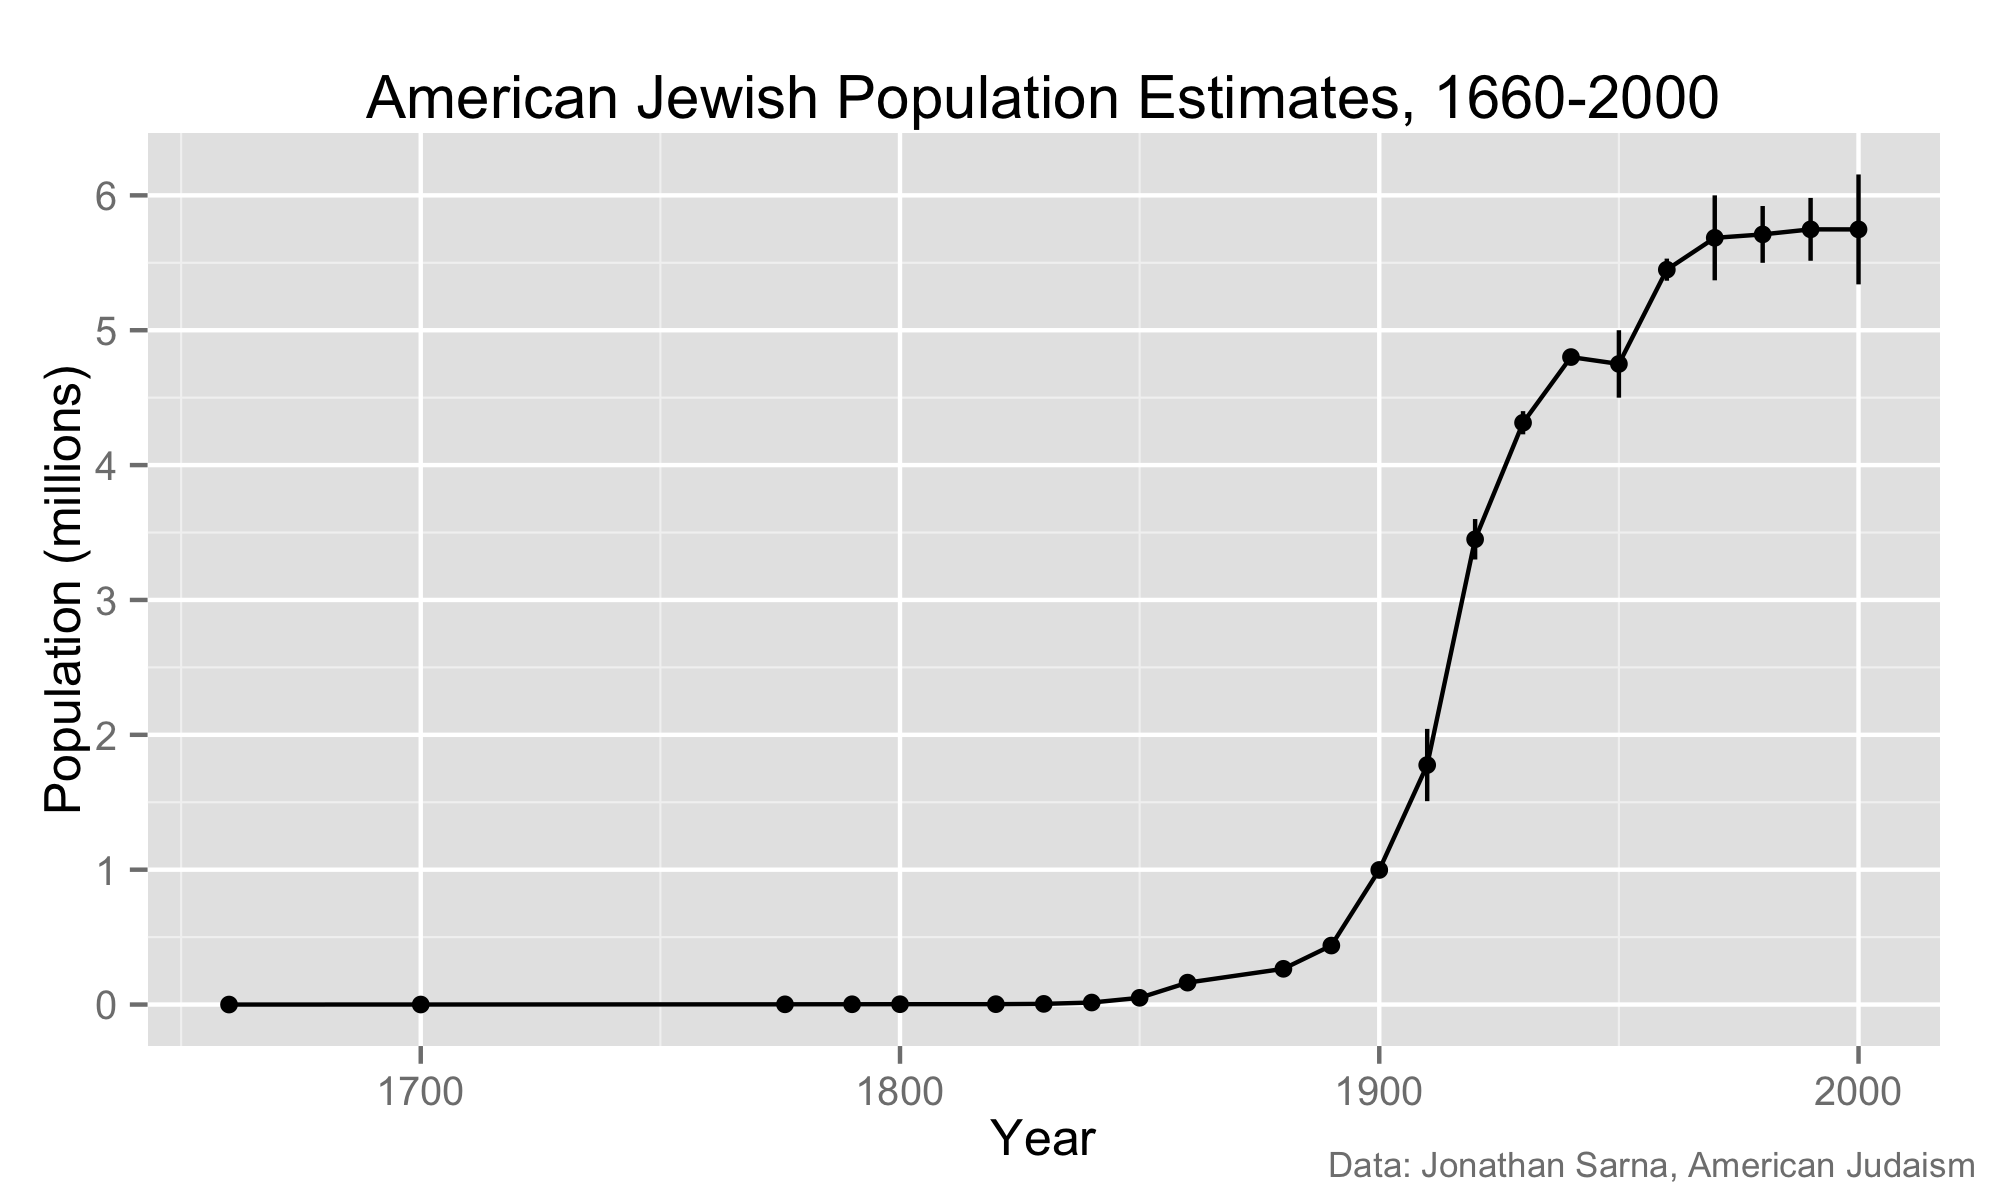 American Jewish Population Estimates, 1660-2000
Population (millions)
6
5
4
3
2
1
0
1700 1800 1900 2000
Year
Data: Jonathan Sarna, American Judaism